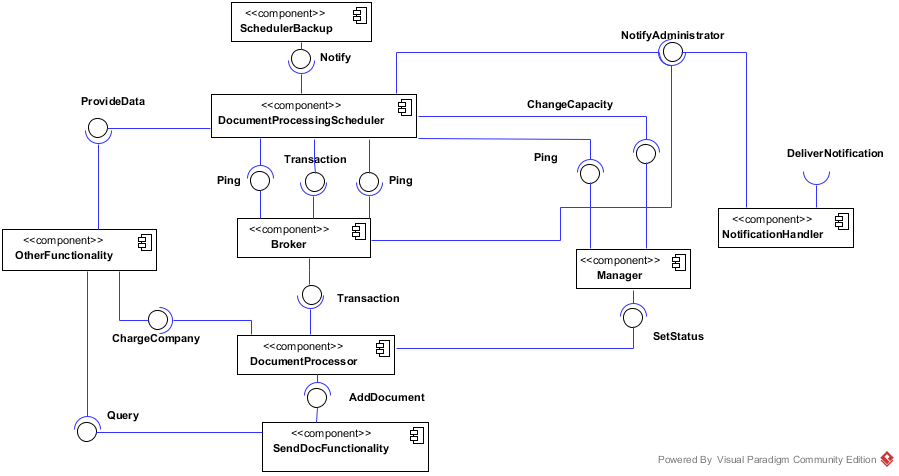 <<component>>
SchedulerBackup
NotifyAdministrator
Notify
ProvideData
<<component>>
DocumentProcessingScheduler
ChangeCapacity
Ping
Transaction
Ping
Ping
DeliverNotification
<<component>>
Broker
<<component>>
NotificationHandler
<<component>>
OtherFunctionality
<<component>>
Manager
Transaction
ChargeCompany
SetStatus
<<component>>
DocumentProcessor
AddDocument
Query
<<component>>
SendDocFunctionality
Powered By Visual Paradigm Community Edition